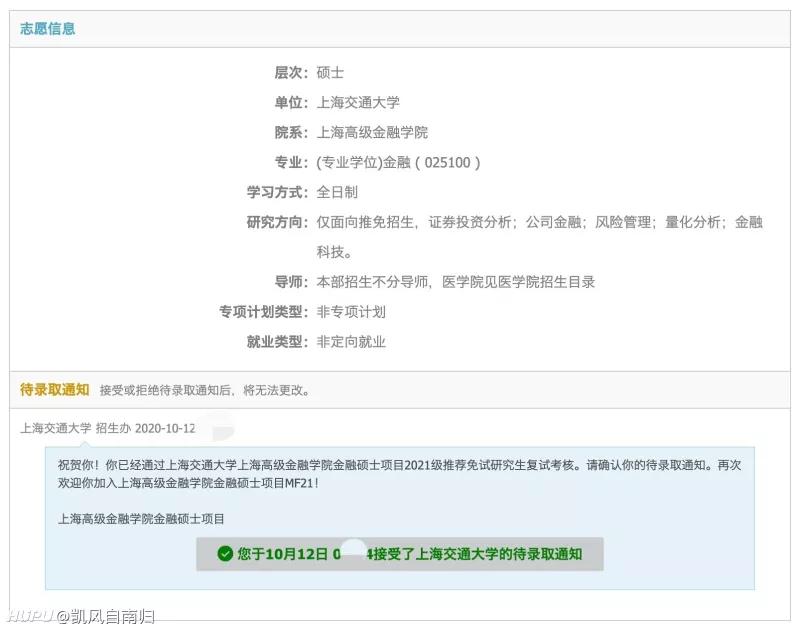 志愿信息
层次： 硕士
单位： 上海交通大学
院系： 上海高级金融学院
专业： (专业学位)金融 ( 025100 )
学习方式： 全日制
研究方向： 仅面向推免招生，证券投资分析；公司金融；风险管理；量化分析；金融
科技。
导师： 本部招生不分导师，医学院见医学院招生目录
专项计划类型： 非专项计划
就业类型： 非定向就业
待录取通知 接受或拒绝待录取通知后，将无法更改。
上海交通大学 招生办 2020-10-12
祝贺你！你已经通过上海交通大学上海高级金融学院金融硕士项目2021级推荐免试研究生复试考核。请确认你的待录取通知。再次
欢迎你加入上海高级金融学院金融硕士项目MF21！
上海高级金融学院金融硕士项目
您于10月12日 0 4接受了上海交通大学的待录取通知
HUPU @凯风自南归